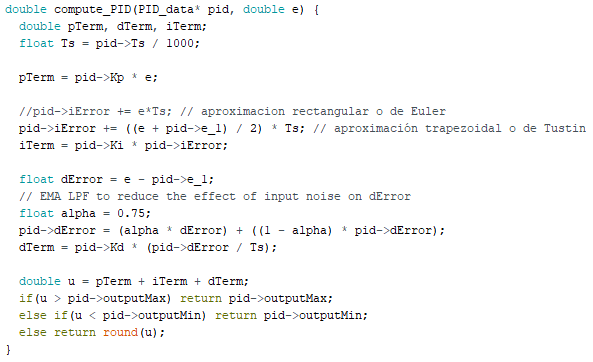 double compute_PID(PID_data* pid, double e) {
  double pTerm, dTerm, iTerm;
  float Ts = pid->Ts / 1000;

  pTerm = pid->Kp * e;

  //pid->iError += e*Ts; // aproximacion rectangular o de Euler
  pid->iError += ((e + pid->e_1) / 2) * Ts; // aproximación trapezoidal o de Tustin
  iTerm = pid->Ki * pid->iError;

  float dError = e - pid->e_1;
  // EMA LPF to reduce the effect of input noise on dError
  float alpha = 0.75;
  pid->dError = (alpha * dError) + ((1 - alpha) * pid->dError);
  dTerm = pid->Kd * (pid->dError / Ts);

  double u = pTerm + iTerm + dTerm;
  if(u > pid->outputMax) return pid->outputMax;
  else if(u < pid->outputMin) return pid->outputMin;
  else return round(u);
}